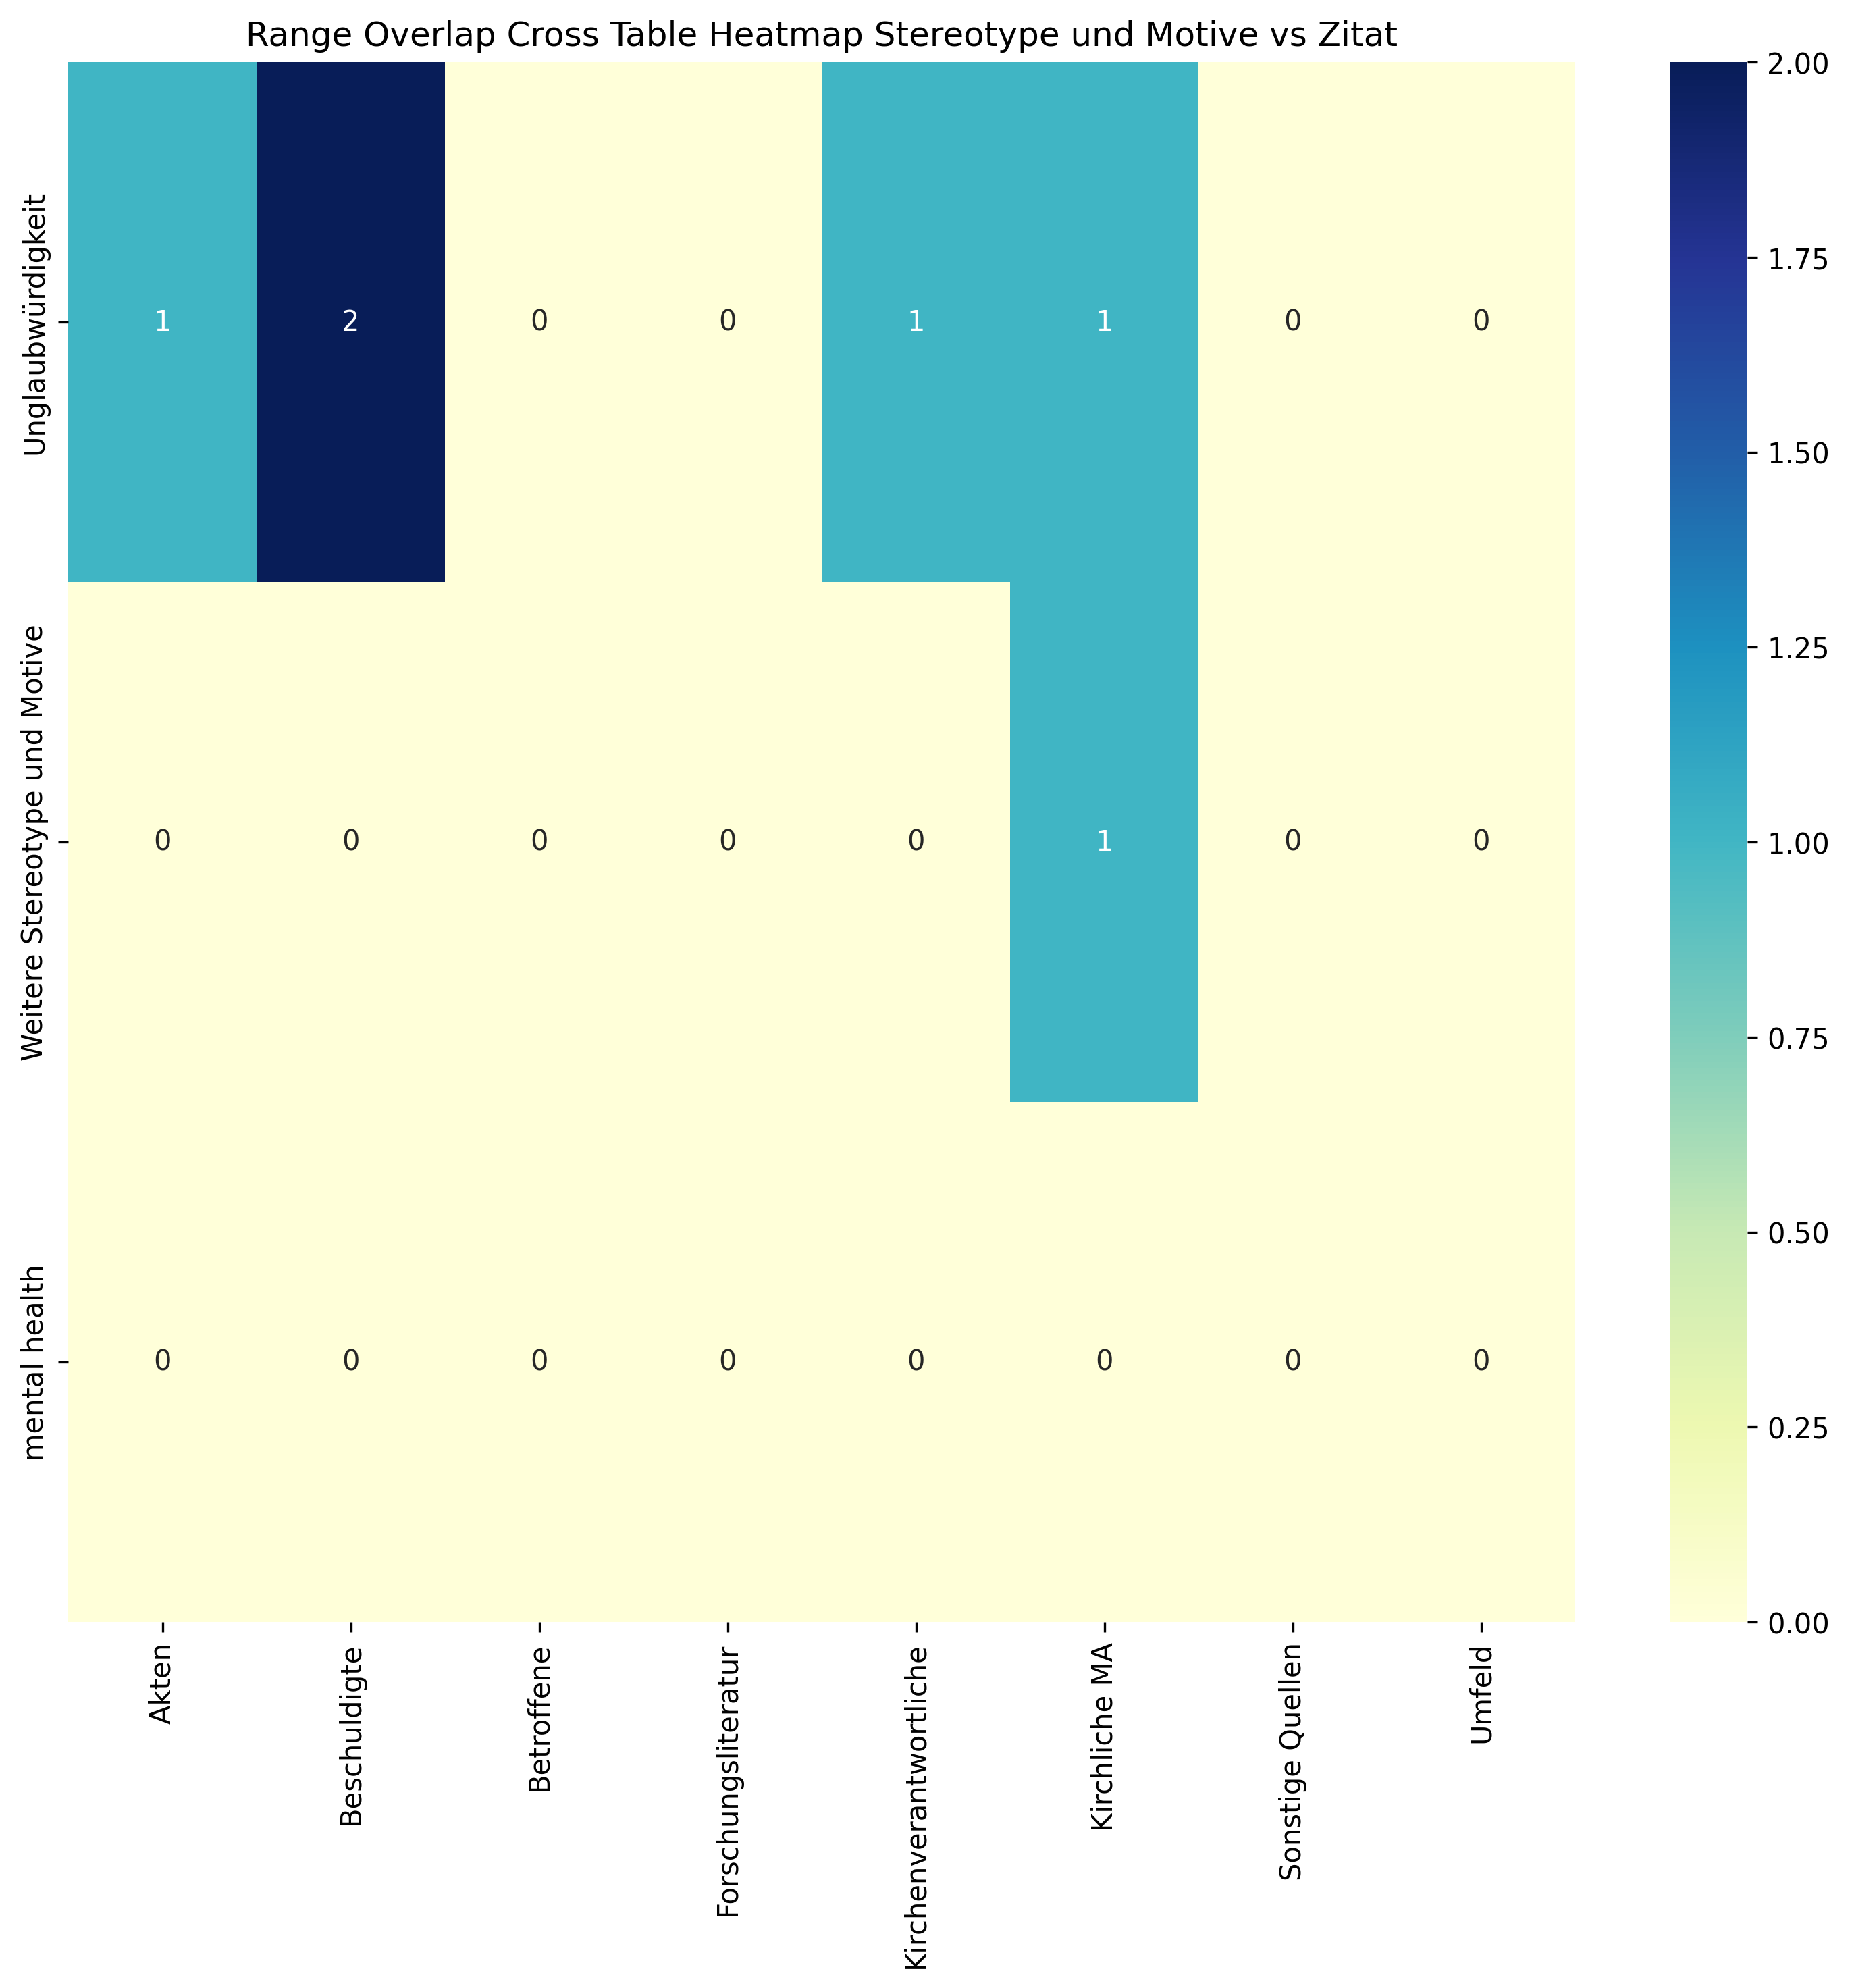 Range Overlap Cross Table Heatmap Stereotype und Motive vs Zitat
Unglaubwürdigkeit
1 2 0 0 1 1 0 0
Weitere Stereotype und Motive
0 0 0 0 0 1 0 0
mental health
0 0 0 0 0 0 0 0
Akten
Beschuldigte
Betroffene
Forschungsliteratur
Kirchenverantwortliche
Kirchliche MA
Sonstige Quellen
Umfeld
2.00
1.75
1.50
1.25
1.00
0.75
0.50
0.25
0.00